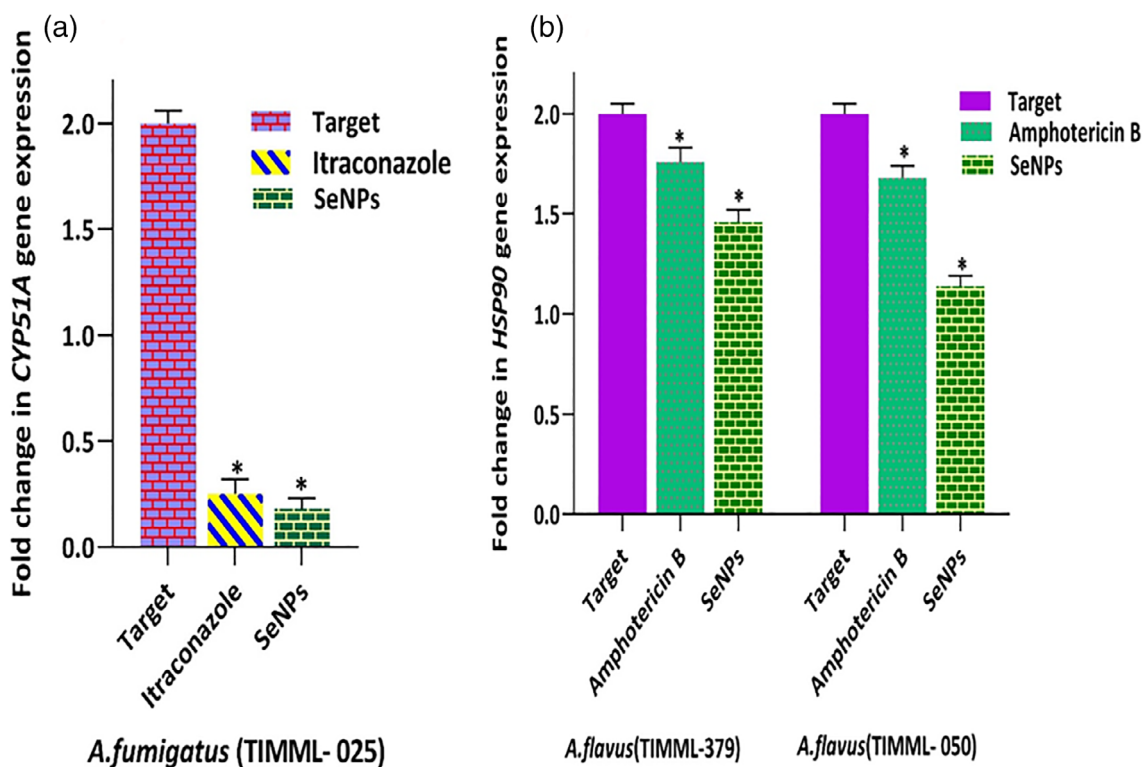 (a)
Fold change in CYP51A gene expression
2.0
1.5
1.0
0.5
0.0
Target
Itraconazole
SeNPs
*
*
Target
Itraconazole
SeNPs
A.fumigatus (TIMML- 025)
(b)
Fold change in HSP90 gene expression
2.0
1.5
1.0
0.5
0.0
Target
Amphotericin B
SeNPs
*
*
*
*
Target
Amphotericin B
SeNPs
Target
Amphotericin B
SeNPs
A.flavus(TIMML-379)
A.flavus(TIMML- 050)